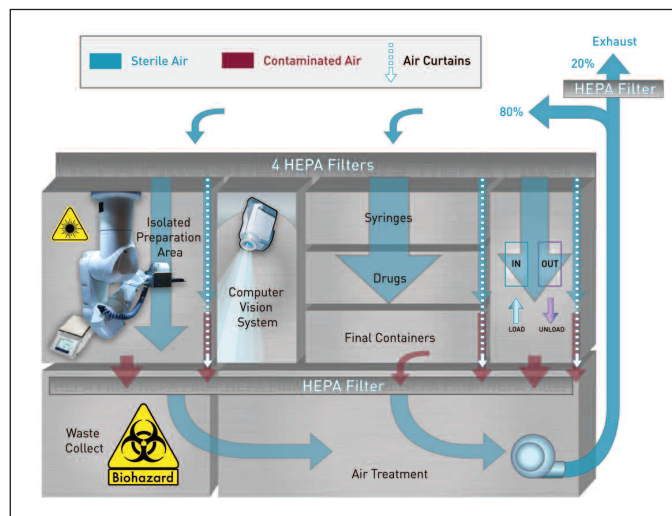 Exhaust
20%
HEPA Filter
80%
Sterile Air
Contaminated Air
Air Curtains
4 HEPA Filters
Isolated
Preparation
Area
Computer
Vision
System
Syringes
Drugs
Final Containers
IN
OUT
LOAD
UNLOAD
HEPA Filter
Waste
Collect
Biohazard
Air Treatment